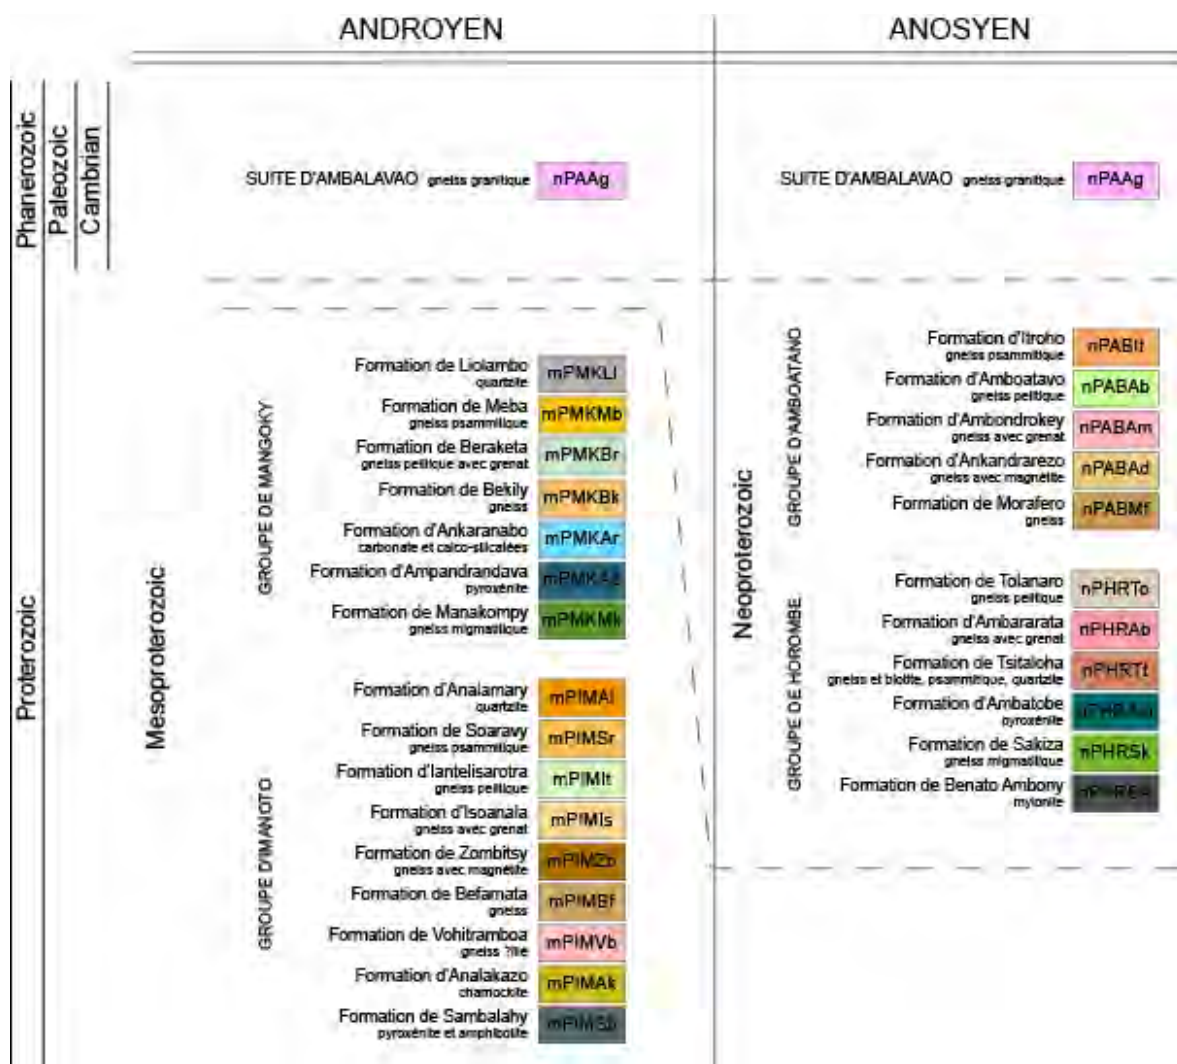 ANDROYEN
ANOSYEN
Phanerozoic
Paleozoic
Cambrian
SUITE D'AMBALAVAO gneiss granitique nPAAg
SUITE D'AMBALAVAO gneiss granitique nPAAg
Proterozoic
Mesoproterozoic
GROUPE DE MANGOKY
Formation de Liolambo
quartzite
mPMKLl
Formation de Meba
gneiss psammitique
mPMKMb
Formation de Beraketa
gneiss pelitique avec grenat
mPMKBr
Formation de Bekily
gneiss
mPMKBk
Formation d'Ankaranabo
carbonate et calco-silicatées
mPMKAr
Formation d'Ampandrandava
pyroxénite
Formation de Manakompy
gneiss migmatitique
mPMKMk
GROUPE D'IMANOTO
Formation d'Analamary
quartzite
mPIMAl
Formation de Soaravy
gneiss psammitique
mPIMSr
Formation d'Iantelisarotra
gneiss pelitique
mPIMIt
Formation d'Isoanala
gneiss avec grenat
mPIMIs
Formation de Zombitsy
gneiss avec magnétite
mPIMZb
Formation de Befamata
gneiss
mPIMBf
Formation de Vohitramboa
gneiss
mPIMVb
Formation d'Analakazo
charnockite
mPIMAk
Formation de Sambalahy
pyroxénite et amphibolite
mPIMSb
Neoproterozoic
GROUPE D'AMBOATANO
Formation d'Itroho
gneiss psammitique
nPABIt
Formation d'Amboatavo
gneiss pelitique
nPABAb
Formation d'Ambondrokey
gneiss avec grenat
nPABAm
Formation d'Ankandrarezo
gneiss avec magnétite
nPABAd
Formation de Morafero
gneiss
nPABMf
GROUPE DE HOROMBE
Formation de Tolanaro
gneiss pelitique
nPHRTo
Formation d'Ambararata
gneiss avec grenat
nPHRAb
Formation de Tsitaloha
gneiss et biotite, psammitique, quartzite
nPHRTt
Formation d'Ambatobe
pyroxénite
Formation de Sakiza
gneiss migmatitique
nPHRSk
Formation de Benato Ambony
mylonite